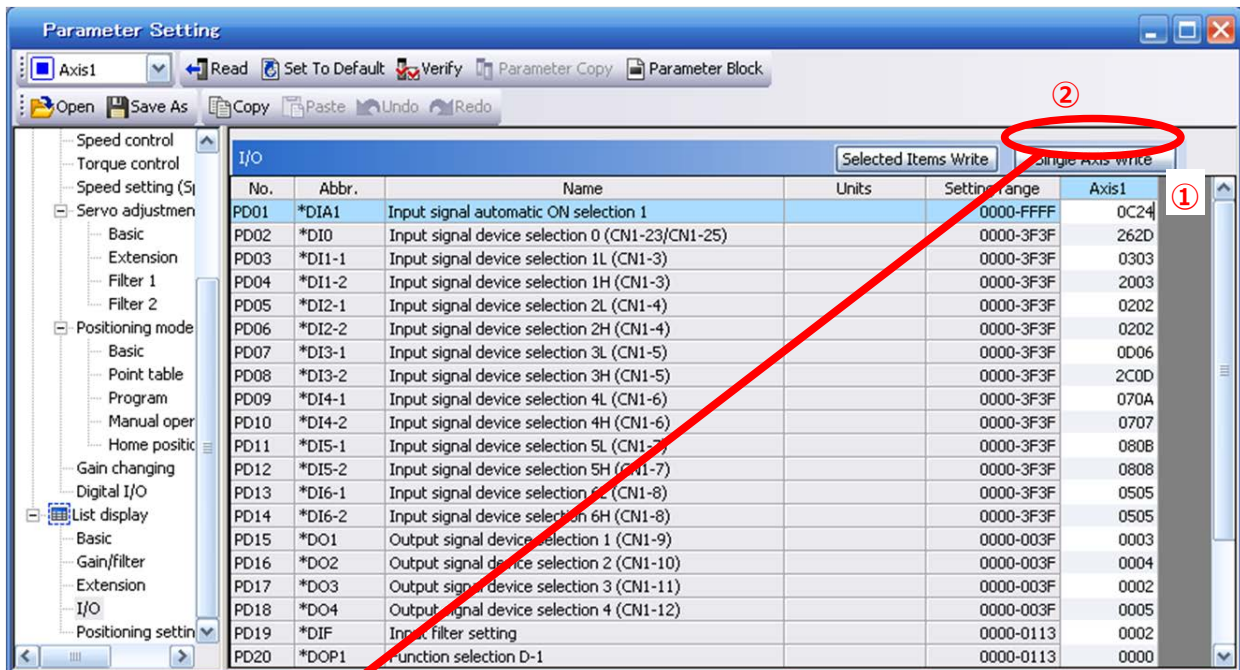 Parameter Setting
Axis1 Read Set To Default Verify Parameter Copy Parameter Block
Open Save As Copy Paste Undo Redo
②
Speed control
Torque control
Speed setting (Sp
Servo adjustmen
Basic
Extension
Filter 1
Filter 2
Positioning mode
Basic
Point table
Program
Manual oper
Home positic
Gain changing
Digital I/O
List display
Basic
Gain/filter
Extension
I/O
Positioning settin
I/O Selected Items Write Single Axis Write
①
No. Abbr. Name Units Setting range Axis1
PD01 *DIA1 Input signal automatic ON selection 1 0000-FFFF 0C24
PD02 *DI0 Input signal device selection 0 (CN1-23/CN1-25) 0000-3F3F 262D
PD03 *DI1-1 Input signal device selection 1L (CN1-3) 0000-3F3F 0303
PD04 *DI1-2 Input signal device selection 1H (CN1-3) 0000-3F3F 2003
PD05 *DI2-1 Input signal device selection 2L (CN1-4) 0000-3F3F 0202
PD06 *DI2-2 Input signal device selection 2H (CN1-4) 0000-3F3F 0202
PD07 *DI3-1 Input signal device selection 3L (CN1-5) 0000-3F3F 0D06
PD08 *DI3-2 Input signal device selection 3H (CN1-5) 0000-3F3F 2C0D
PD09 *DI4-1 Input signal device selection 4L (CN1-6) 0000-3F3F 070A
PD10 *DI4-2 Input signal device selection 4H (CN1-6) 0000-3F3F 0707
PD11 *DI5-1 Input signal device selection 5L (CN1-7) 0000-3F3F 080B
PD12 *DI5-2 Input signal device selection 5H (CN1-7) 0000-3F3F 0808
PD13 *DI6-1 Input signal device selection 6L (CN1-8) 0000-3F3F 0505
PD14 *DI6-2 Input signal device selection 6H (CN1-8) 0000-3F3F 0505
PD15 *DO1 Output signal device selection 1 (CN1-9) 0000-003F 0003
PD16 *DO2 Output signal device selection 2 (CN1-10) 0000-003F 0004
PD17 *DO3 Output signal device selection 3 (CN1-11) 0000-003F 0002
PD18 *DO4 Output signal device selection 4 (CN1-12) 0000-003F 0005
PD19 *DIF Input filter setting 0000-0113 0002
PD20 *DOP1 Function selection D-1 0000-0113 0000